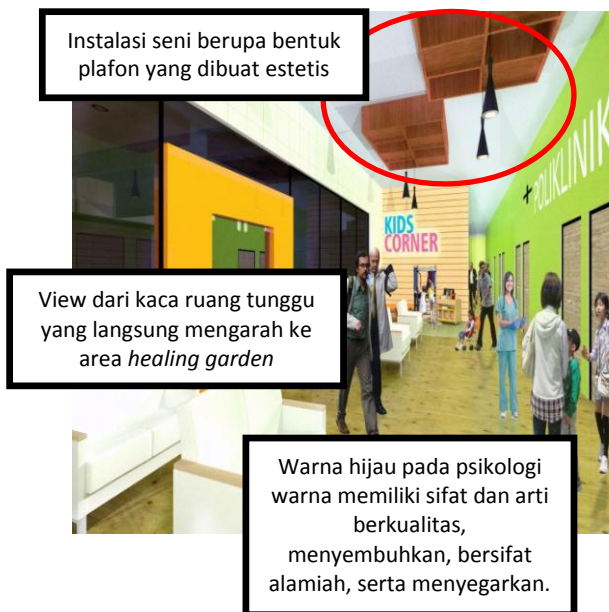 Instalasi seni berupa bentuk
plafon yang dibuat estetis
+POLIKLINIK
KIDS
CORNER
View dari kaca ruang tunggu
yang langsung mengarah ke
area healing garden
Warna hijau pada psikologi
warna memiliki sifat dan arti
berkualitas,
menyembuhkan, bersifat
alamiah, serta menyegarkan.